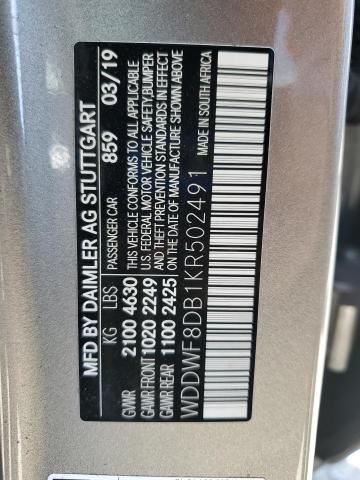 MFD BY DAIMLER AG STUTTGART
KG LBS PASSENGER CAR 859 03/19
GVWR 2100 4630 THIS VEHICLE CONFORMS TO ALL APPLICABLE
GAWR FRONT 1020 2249 U.S. FEDERAL MOTOR VEHICLE SAFETY, BUMPER
GAWR REAR 1100 2425 AND THEFT PREVENTION STANDARDS IN EFFECT
ON THE DATE OF MANUFACTURE SHOWN ABOVE
WDDWF8DB1KR502491 MADE IN SOUTH AFRICA